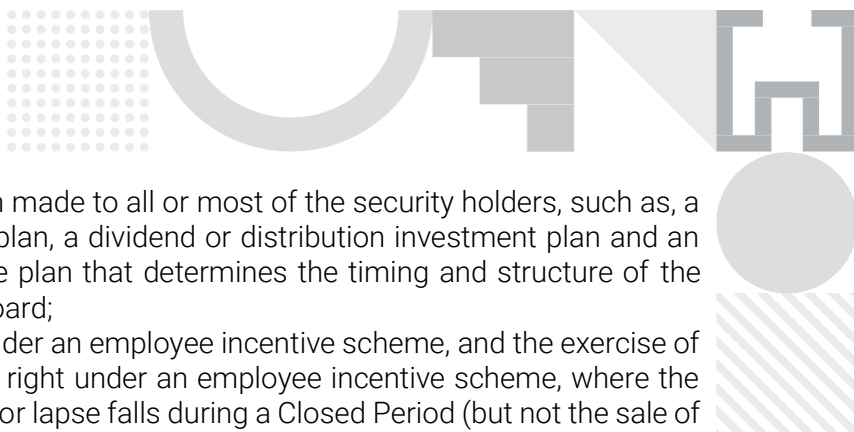 made to all or most of the security holders, such as, a
plan, a dividend or distribution investment plan and an
plan that determines the timing and structure of the
under an employee incentive scheme, and the exercise of
right under an employee incentive scheme, where the
or lapse falls during a Closed Period (but not the sale of